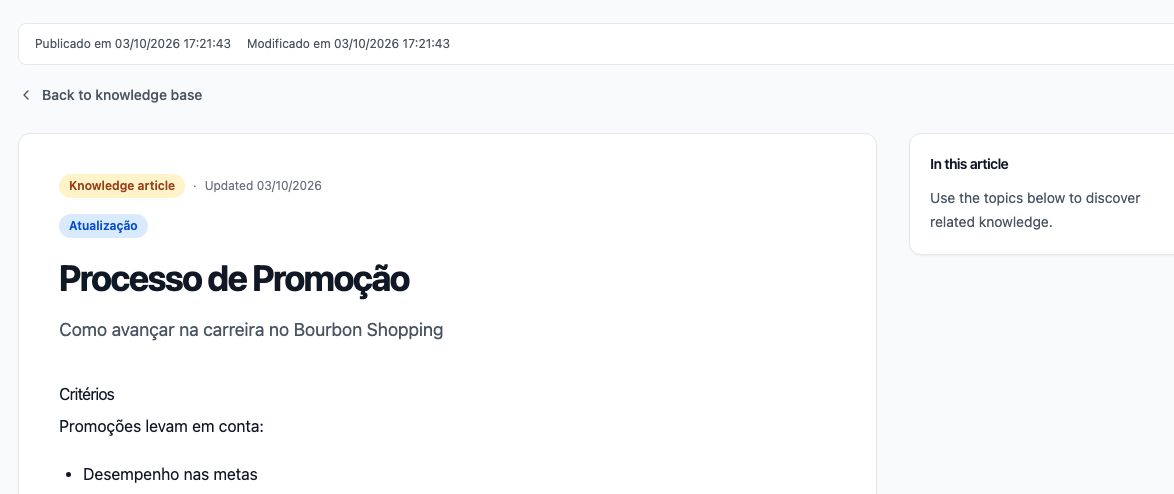 Publicado em 03/10/2026 17:21:43 Modificado em 03/10/2026 17:21:43
Back to knowledge base
Knowledge article · Updated 03/10/2026
Atualização
Processo de Promoção
Como avançar na carreira no Bourbon Shopping
Critérios
Promoções levam em conta:
• Desempenho nas metas
In this article
Use the topics below to discover
related knowledge.